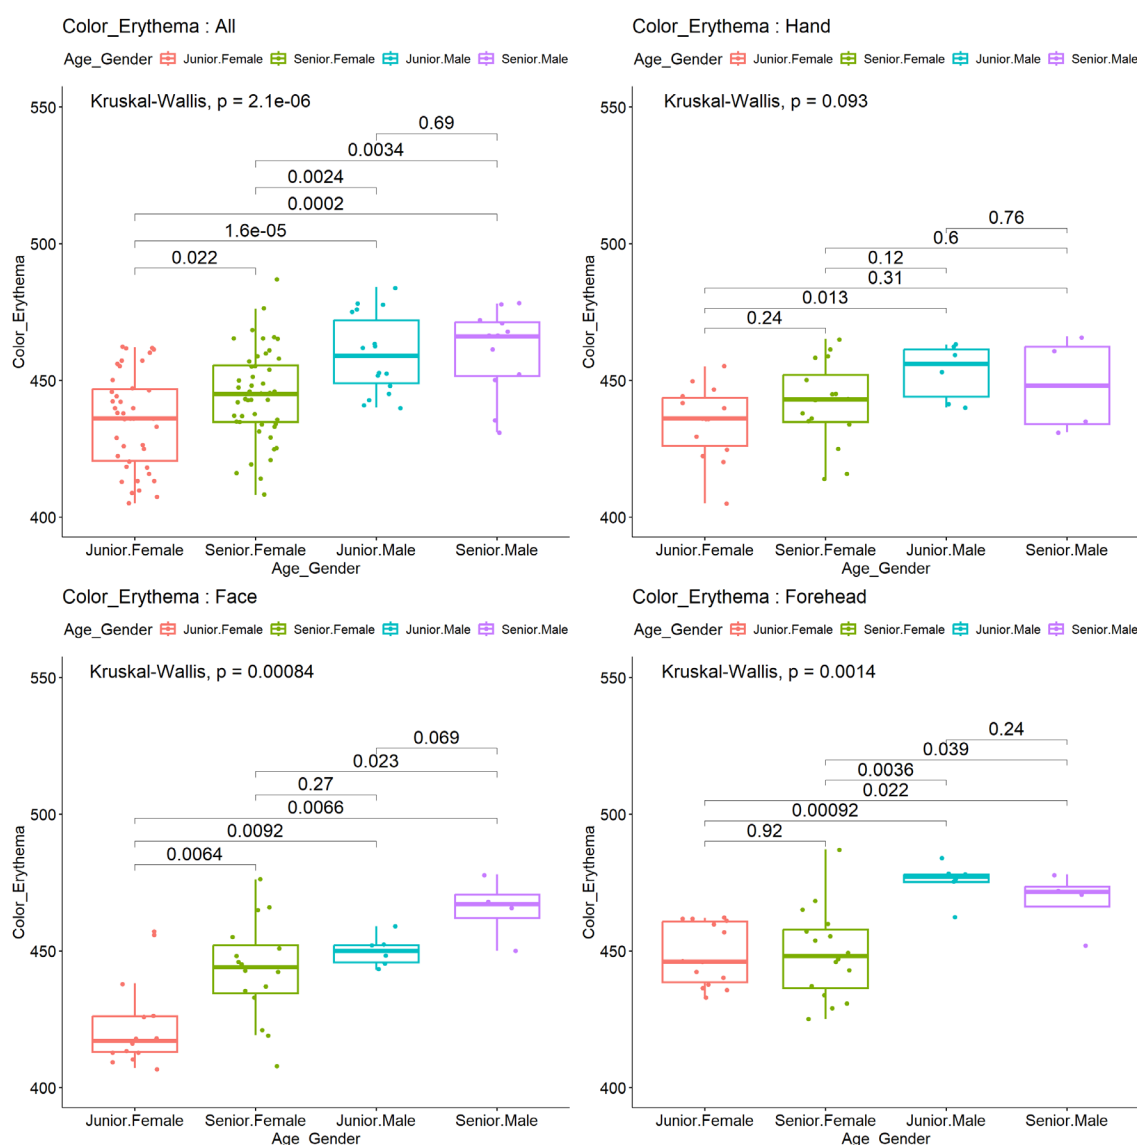 Color_Erythema : All
Age_Gender Junior.Female Senior.Female Junior.Male Senior.Male
Kruskal-Wallis, p = 2.1e-06
550
500
450
400
Color_Erythema
0.69
0.0034
0.0024
0.0002
1.6e-05
0.022
Junior.Female Senior.Female Junior.Male Senior.Male
Age_Gender
Color_Erythema : Hand
Age_Gender Junior.Female Senior.Female Junior.Male Senior.Male
Kruskal-Wallis, p = 0.093
550
500
450
400
Color_Erythema
0.76
0.6
0.12
0.31
0.013
0.24
Junior.Female Senior.Female Junior.Male Senior.Male
Age_Gender
Color_Erythema : Face
Age_Gender Junior.Female Senior.Female Junior.Male Senior.Male
Kruskal-Wallis, p = 0.00084
550
500
450
400
Color_Erythema
0.069
0.023
0.27
0.0066
0.0092
0.0064
Junior.Female Senior.Female Junior.Male Senior.Male
Age_Gender
Color_Erythema : Forehead
Age_Gender Junior.Female Senior.Female Junior.Male Senior.Male
Kruskal-Wallis, p = 0.0014
550
500
450
400
Color_Erythema
0.24
0.039
0.0036
0.022
0.00092
0.92
Junior.Female Senior.Female Junior.Male Senior.Male
Age_Gender